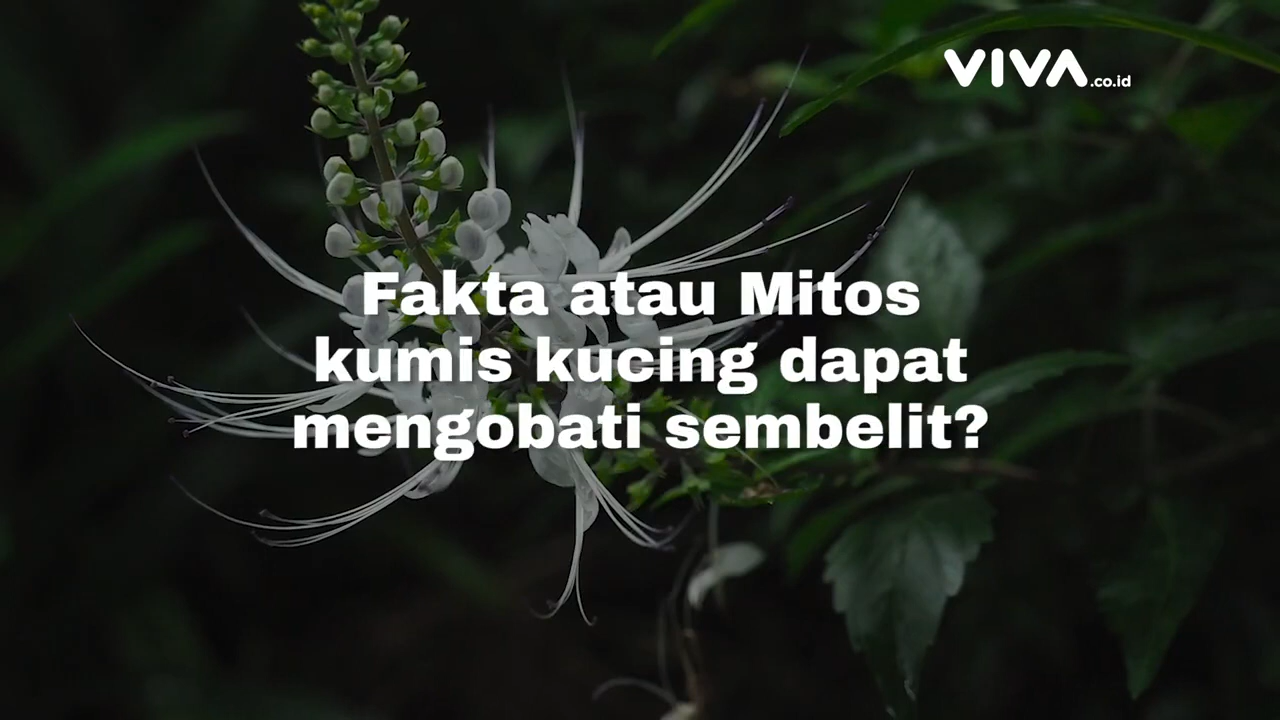 VIVA.co.id
Fakta atau Mitos
kumis kucing dapat
mengobati sembelit?